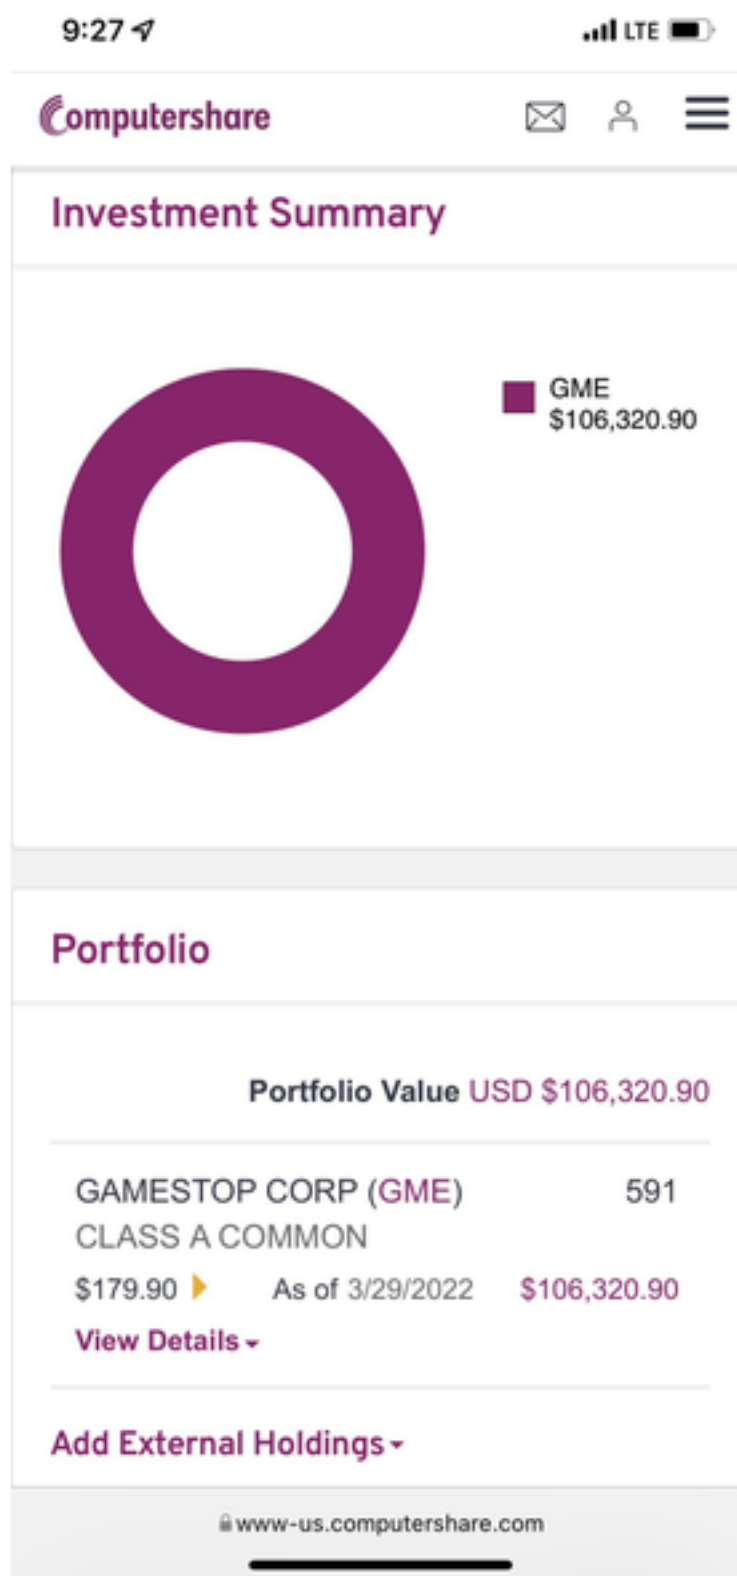 9:27
LTE
Computershare
Investment Summary
GME
$106,320.90
Portfolio
Portfolio Value USD $106,320.90
GAMESTOP CORP (GME) 591
CLASS A COMMON
$179.90 As of 3/29/2022 $106,320.90
View Details
Add External Holdings
www-us.computershare.com